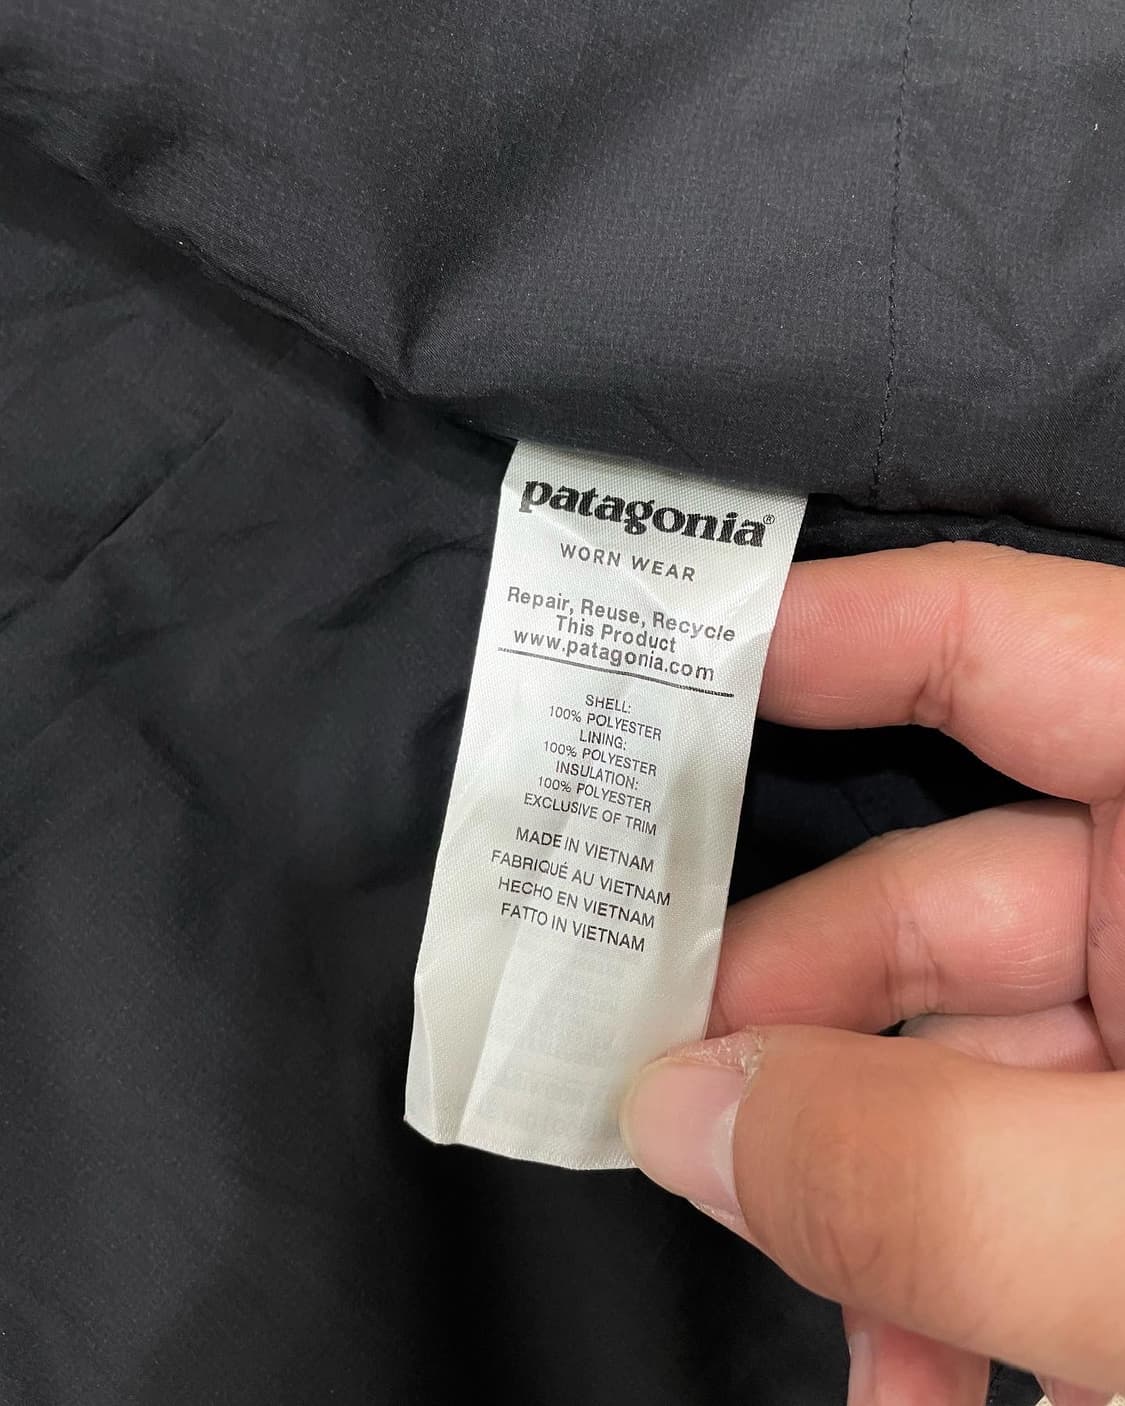 patagonia®
WORN WEAR
Repair, Reuse, Recycle
This Product
www.patagonia.com
SHELL:
100% POLYESTER
LINING:
100% POLYESTER
INSULATION:
100% POLYESTER
EXCLUSIVE OF TRIM
MADE IN VIETNAM
FABRIQUÉ AU VIETNAM
HECHO EN VIETNAM
FATTO IN VIETNAM